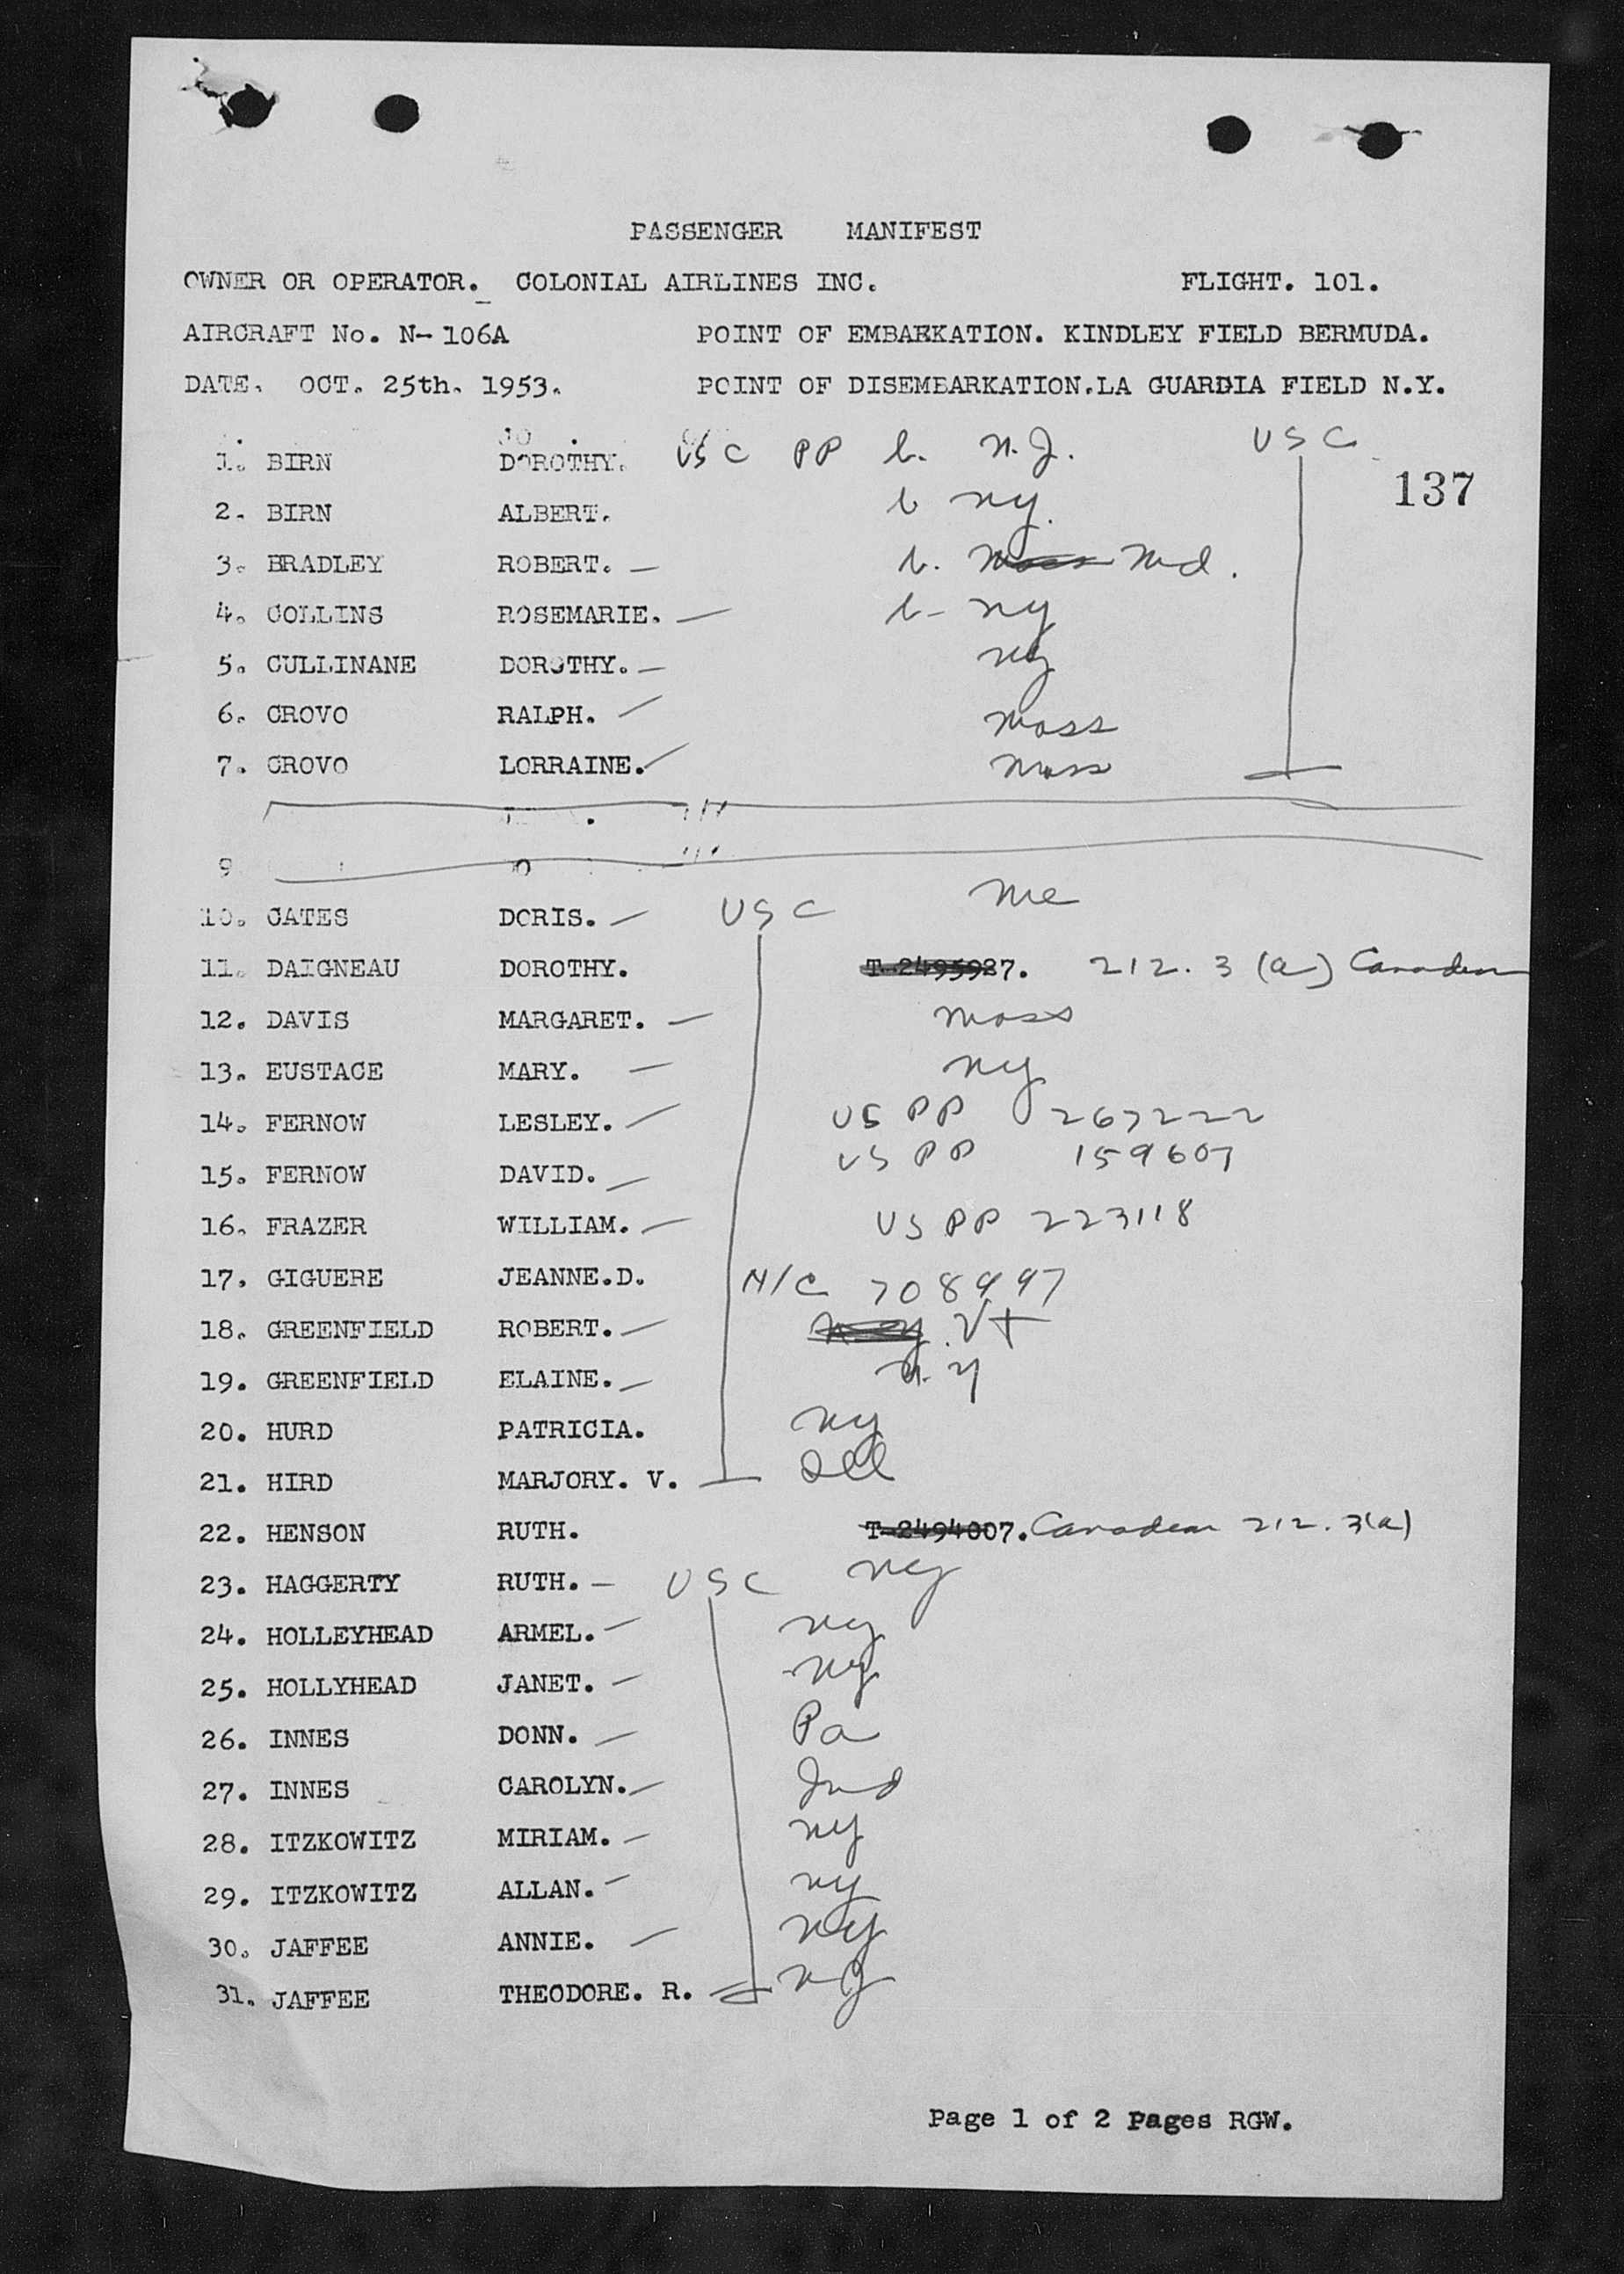 PASSENGER MANIFEST
OWNER OR OPERATOR. COLONIAL AIRLINES INC. FLIGHT. 101.
AIRCRAFT No. N-106A POINT OF EMBARKATION. KINDLEY FIELD BERMUDA.
DATE. OCT. 25th. 1953. POINT OF DISEMBARKATION.LA GUARDIA FIELD N.Y.
1. BIRN DOROTHY. USC PP b. N.J. USC
137
2. BIRN ALBERT. b ny.
3. BRADLEY ROBERT. b. Mass Md.
4. COLLINS ROSEMARIE. b- ny
5. CULLINANE DOROTHY. ny
6. CROVO RALPH. Mass
7. CROVO LORRAINE. Mass
9
10. CATES DORIS. USC Me
11. DAIGNEAU DOROTHY. T-2495937. 212.3(a) Canadian
12. DAVIS MARGARET. Mass
13. EUSTACE MARY. ny
14. FERNOW LESLEY. US PP 267222
15. FERNOW DAVID. US PP 159607
16. FRAZER WILLIAM. US PP 223118
17. GIGUERE JEANNE.D. N/C 708997
18. GREENFIELD ROBERT. Vt
19. GREENFIELD ELAINE. N.Y
20. HURD PATRICIA. ny
21. HIRD MARJORY. V. Ill
22. HENSON RUTH. T-2494007. Canadian 212.3(a)
23. HAGGERTY RUTH. USC ny
24. HOLLEYHEAD ARMEL. ny
25. HOLLYHEAD JANET. ny
26. INNES DONN. Pa
27. INNES CAROLYN. Ind
28. ITZKOWITZ MIRIAM. ny
29. ITZKOWITZ ALLAN. ny
30. JAFFEE ANNIE. ny
31. JAFFEE THEODORE. R. ny
Page 1 of 2 Pages RGW.